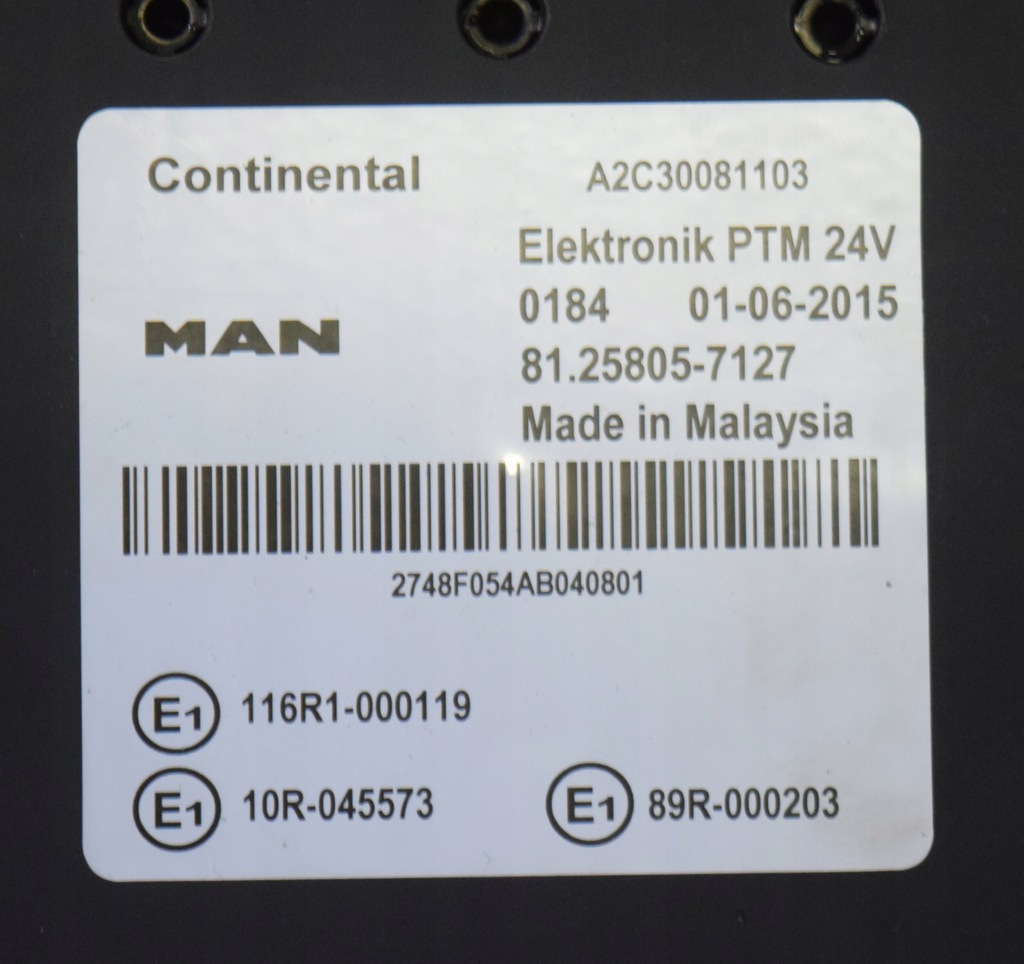 Continental A2C30081103
Elektronik PTM 24V
0184 01-06-2015
MAN
81.25805-7127
Made in Malaysia
2748F054AB040801
E1 116R1-000119
E1 10R-045573 E1 89R-000203